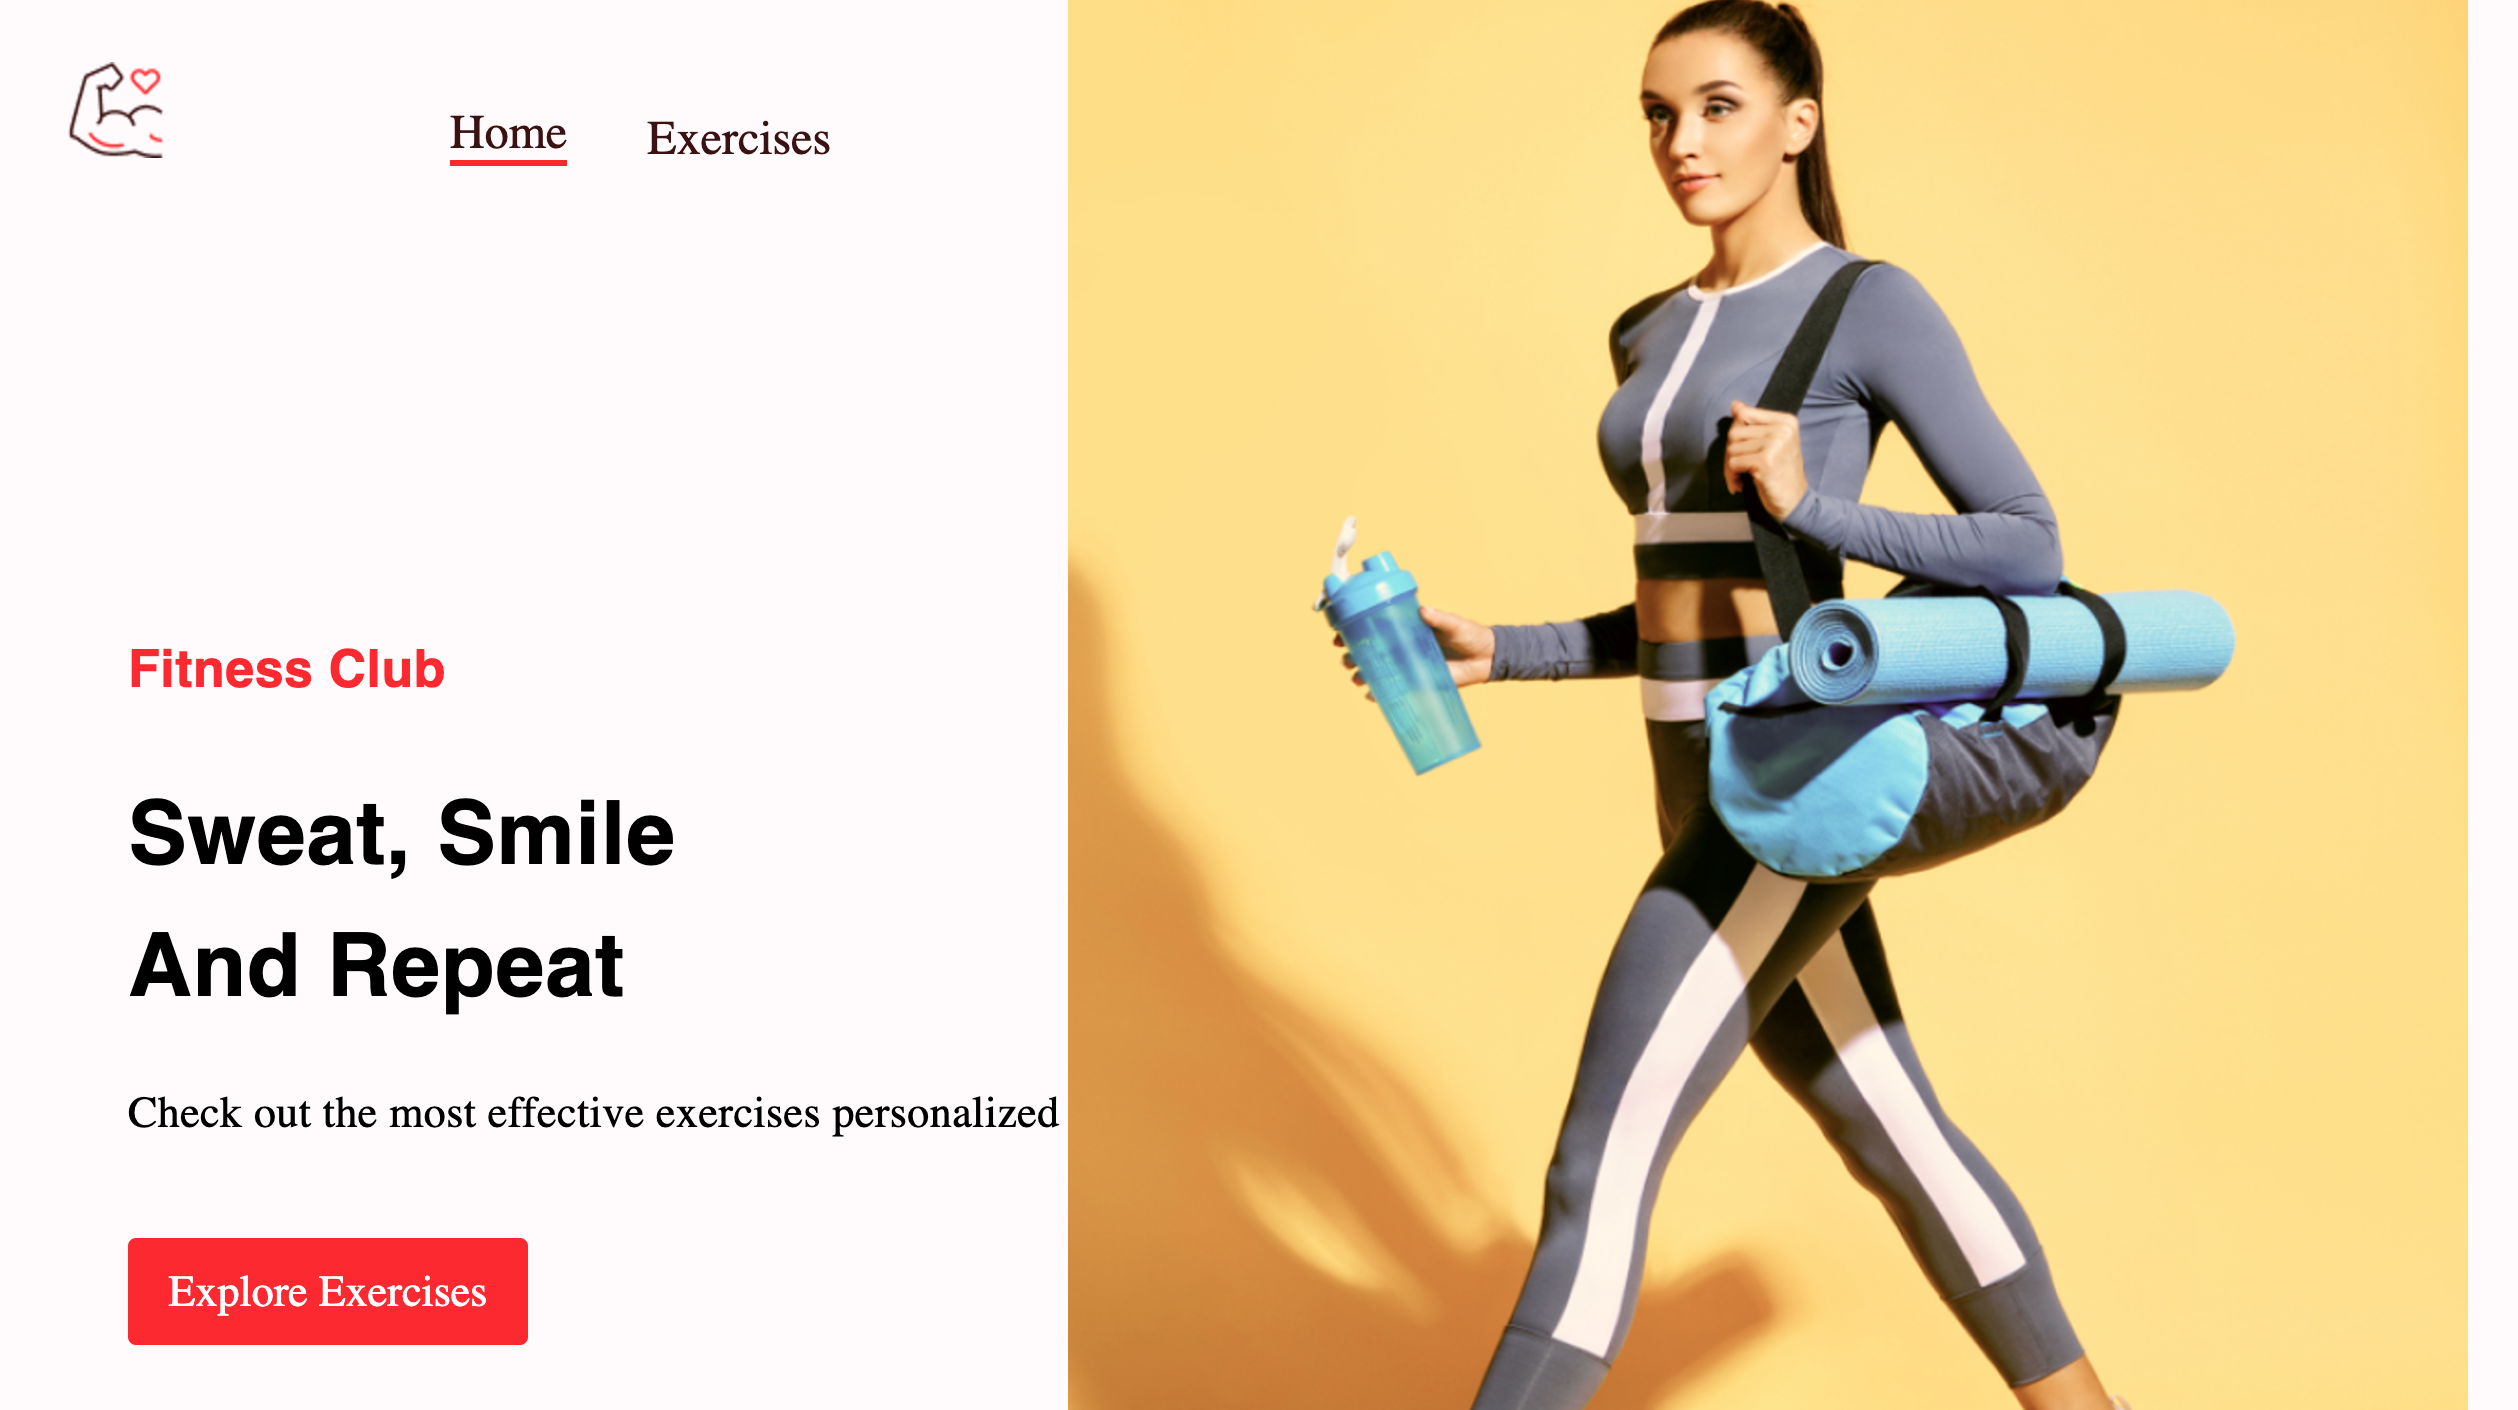 Home Exercises
Fitness Club
Sweat, Smile
And Repeat
Check out the most effective exercises personalized
Explore Exercises